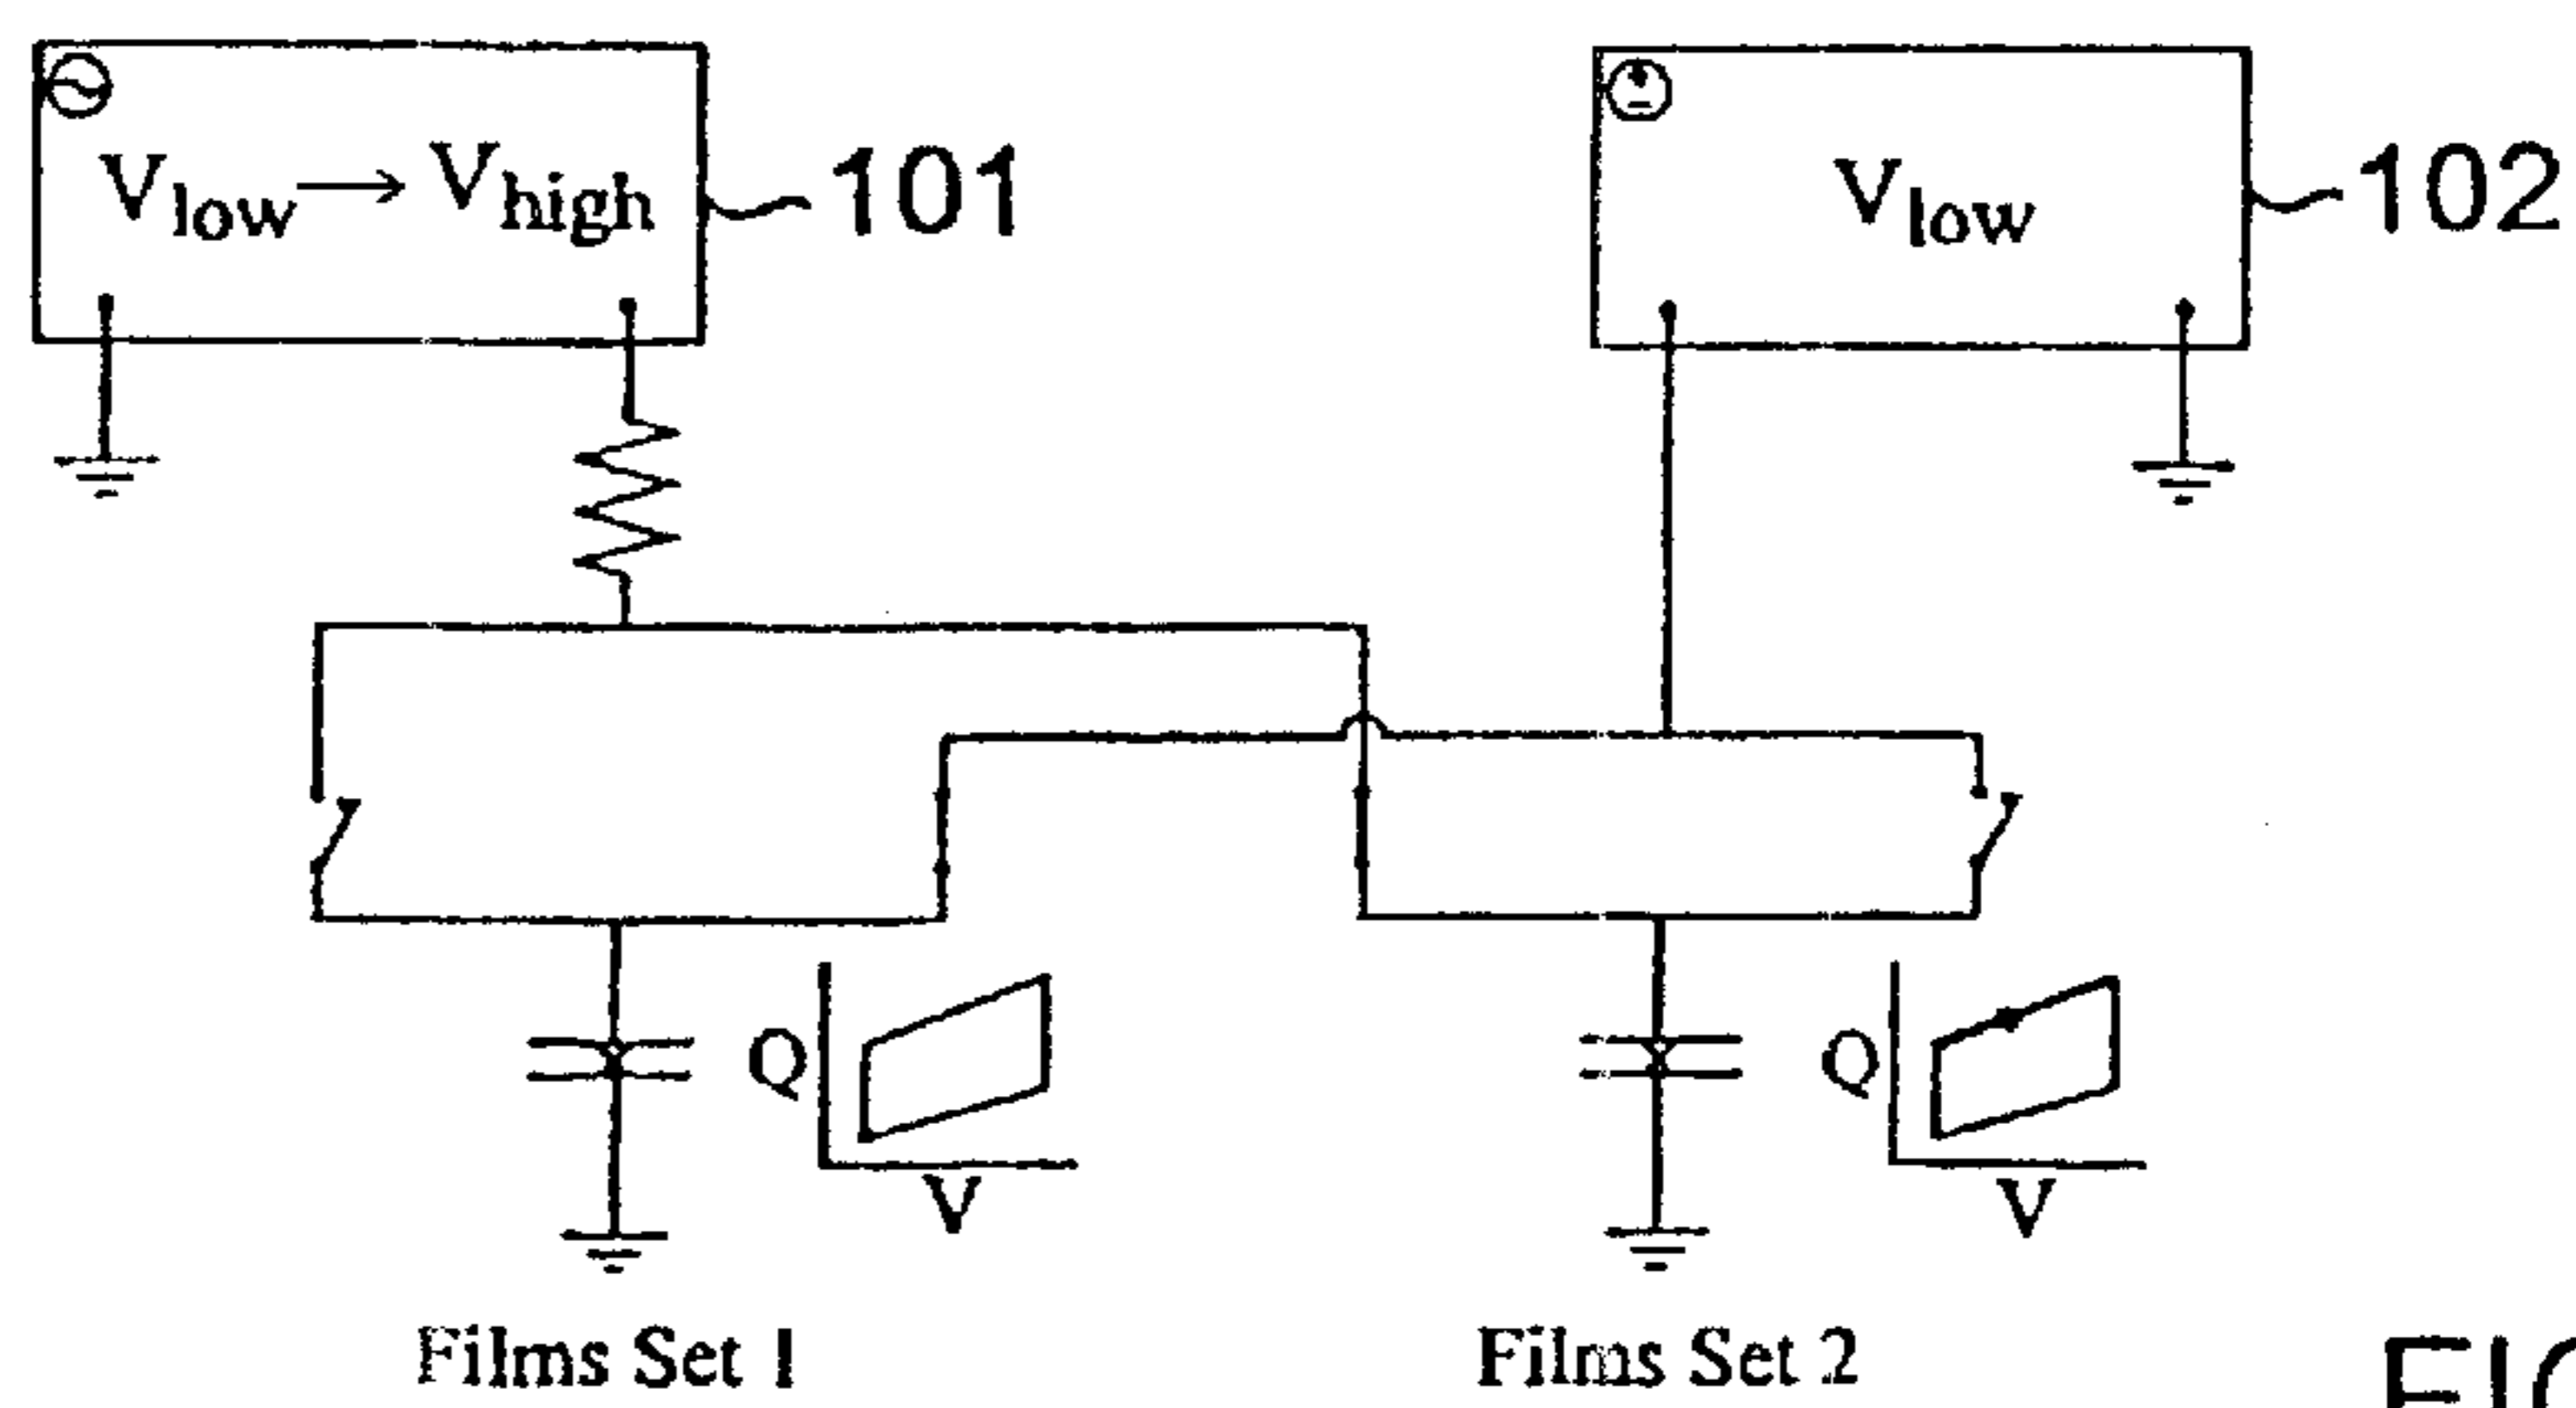 Vlow → Vhigh
101
Vlow
102
Q
V
Q
V
Films Set 1
Films Set 2